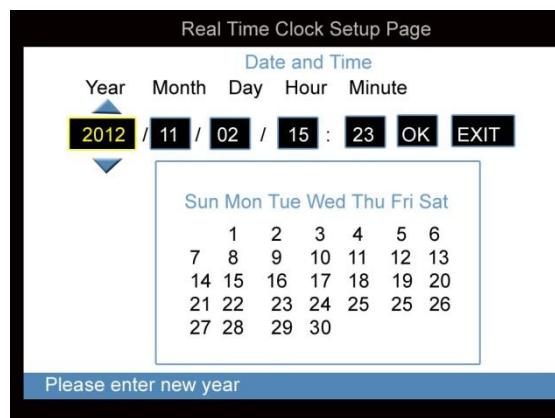 Real Time Clock Setup Page
Date and Time
Year Month Day Hour Minute
2012 / 11 / 02 / 15 : 23 OK EXIT
Sun Mon Tue Wed Thu Fri Sat
1 2 3 4 5 6
7 8 9 10 11 12 13
14 15 16 17 18 19 20
21 22 23 24 25 25 26
27 28 29 30
Please enter new year